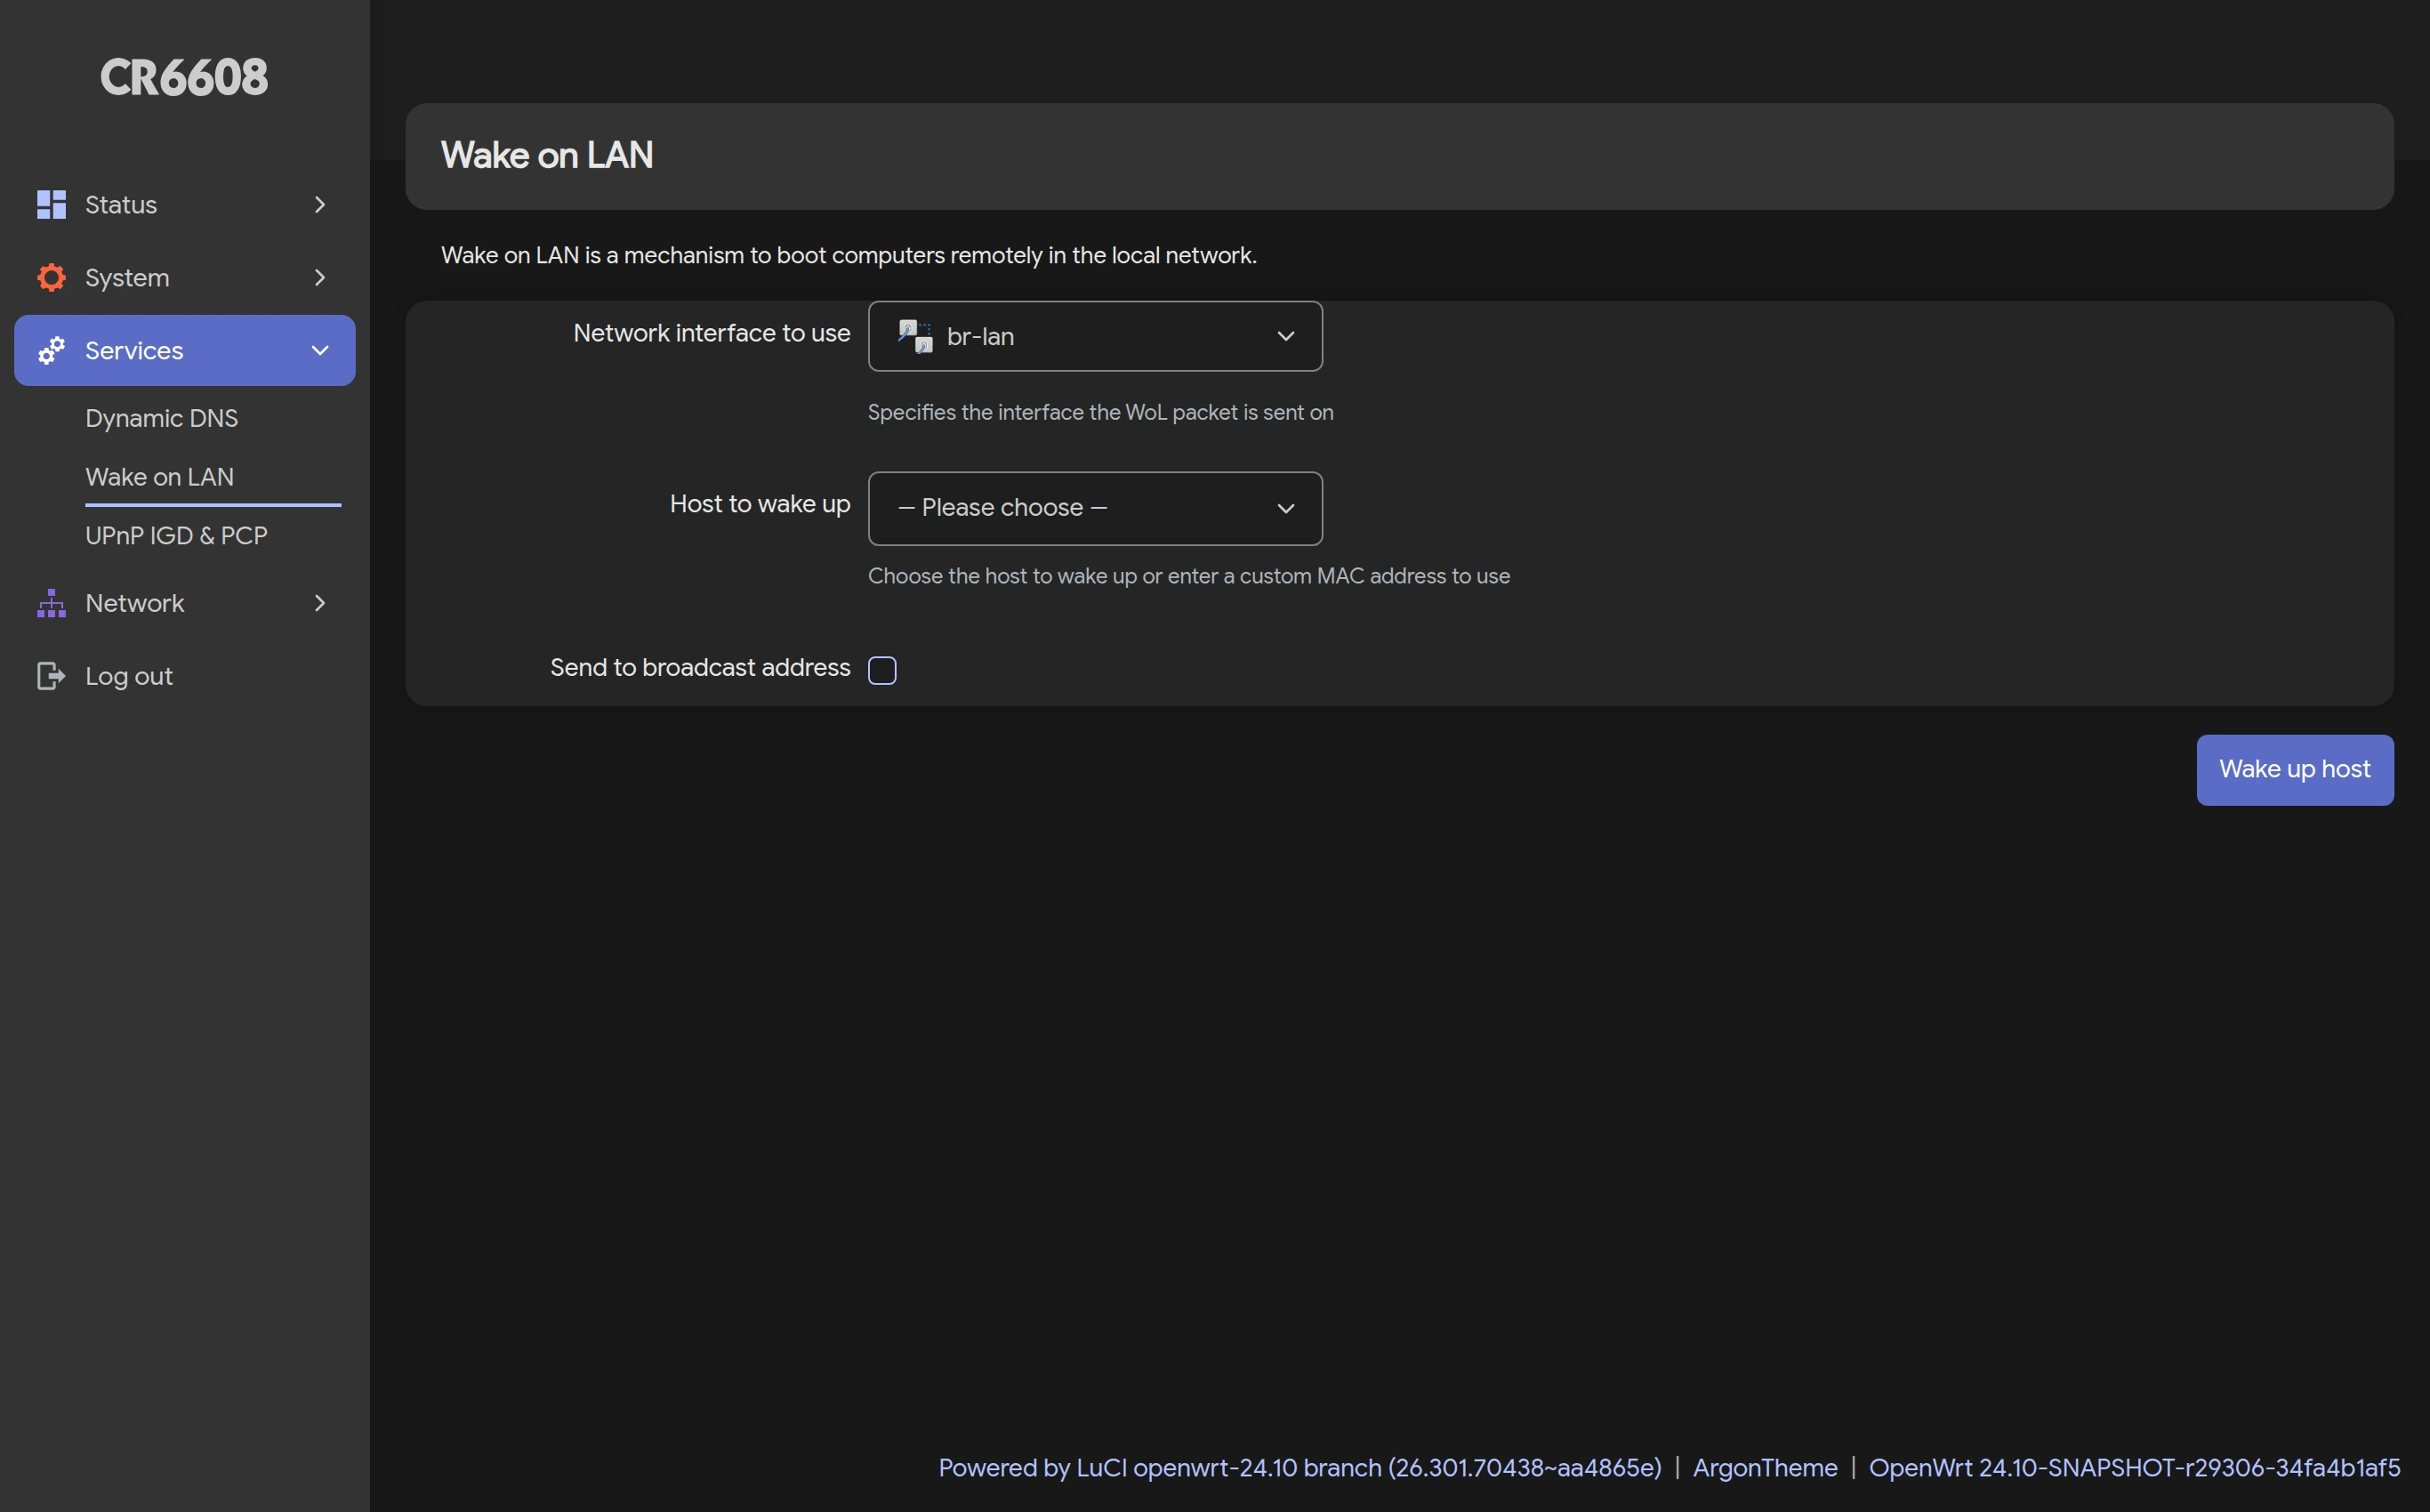 CR6608
Status
System
Services
Dynamic DNS
Wake on LAN
UPnP IGD & PCP
Network
Log out
Wake on LAN
Wake on LAN is a mechanism to boot computers remotely in the local network.
Network interface to use
br-lan
Specifies the interface the WoL packet is sent on
Host to wake up
— Please choose —
Choose the host to wake up or enter a custom MAC address to use
Send to broadcast address
Wake up host
Powered by LuCI openwrt-24.10 branch (26.301.70438~aa4865e) | ArgonTheme | OpenWrt 24.10-SNAPSHOT-r29306-34fa4b1af5